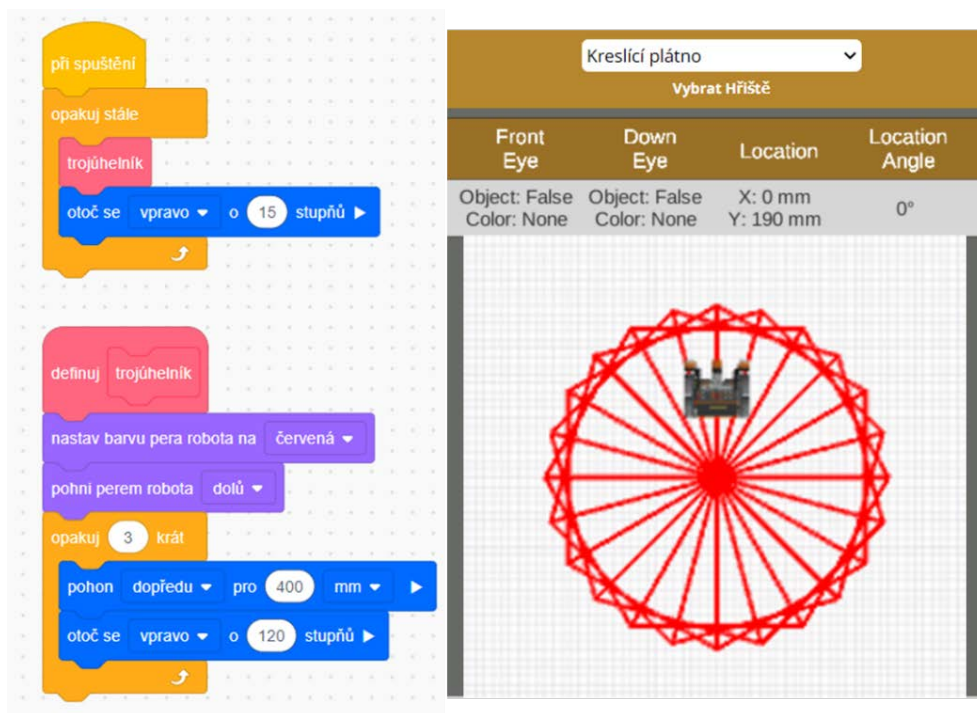 při spuštění
opakuj stále
trojúhelník
otoč se vpravo o 15 stupňů
definuj trojúhelník
nastav barvu pera robota na červená
pohni perem robota dolů
opakuj 3 krát
pohon dopředu pro 400 mm
otoč se vpravo o 120 stupňů
Kreslící plátno
Vybrat Hřiště
Front Eye Down Eye Location Location Angle
Object: False Object: False X: 0 mm 0°
Color: None Color: None Y: 190 mm